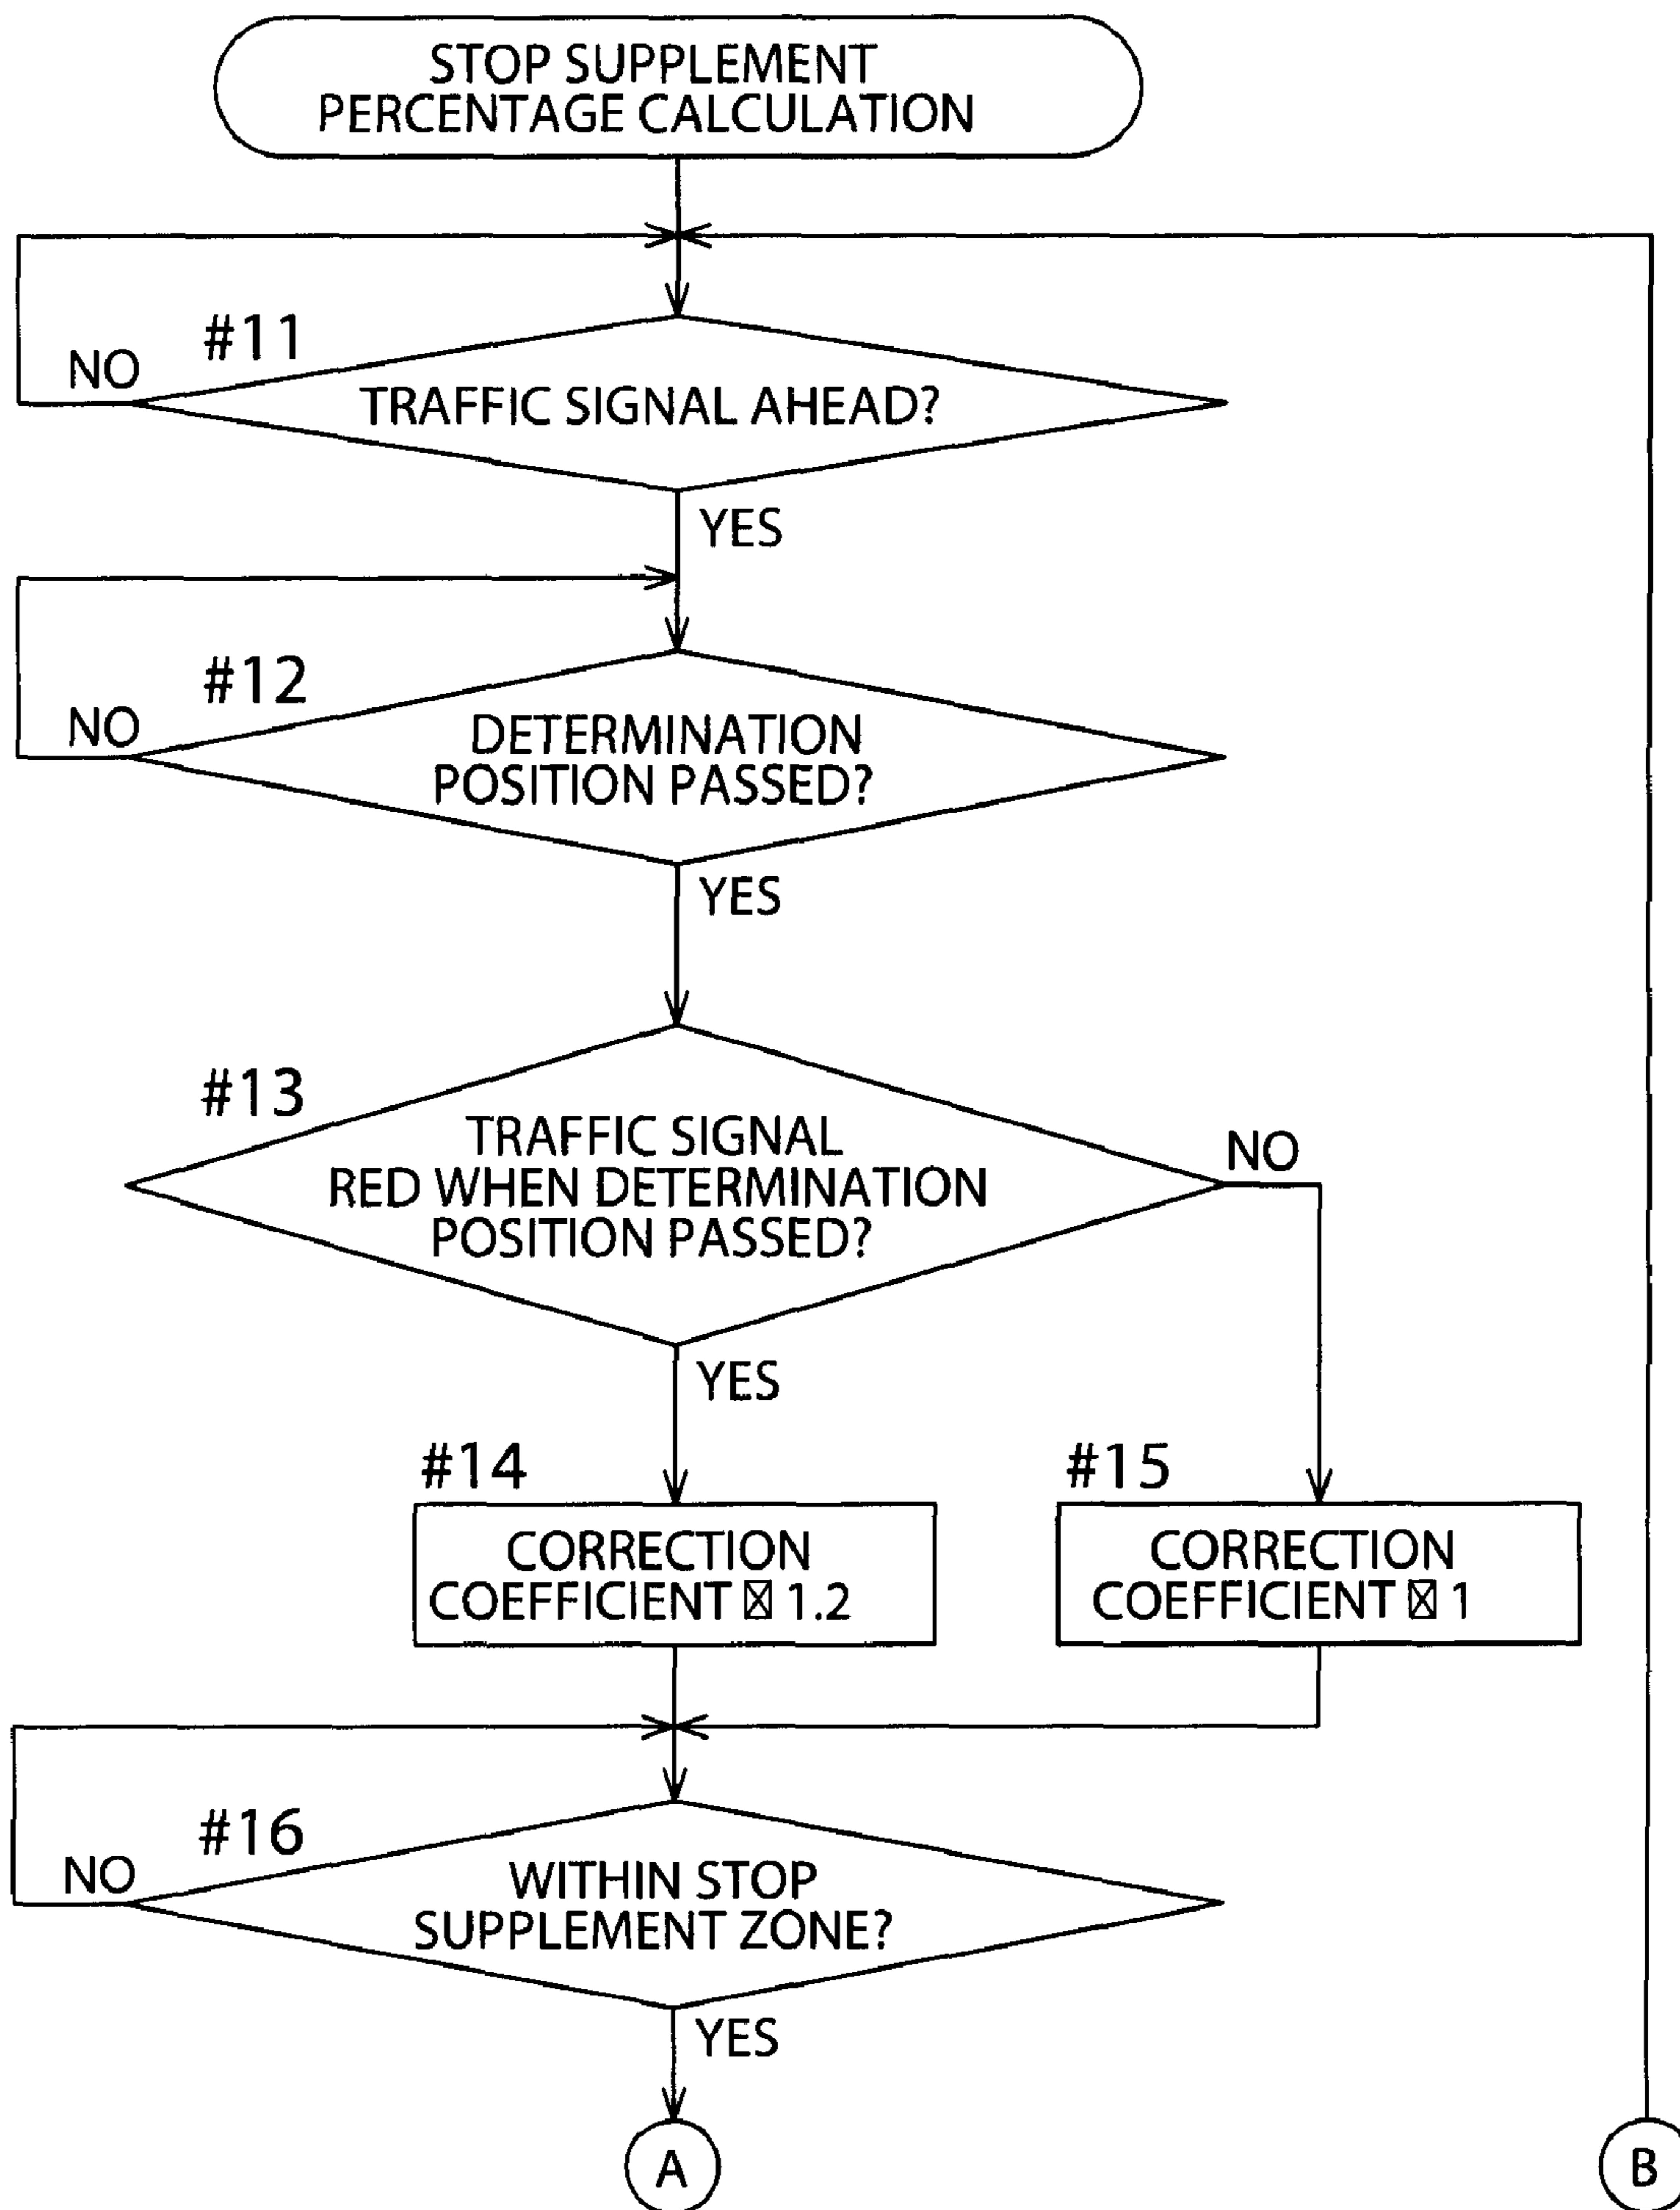 STOP SUPPLEMENT
PERCENTAGE CALCULATION
#11
NO
TRAFFIC SIGNAL AHEAD?
YES
#12
NO
DETERMINATION
POSITION PASSED?
YES
#13
TRAFFIC SIGNAL
RED WHEN DETERMINATION
POSITION PASSED?
NO
YES
#14
CORRECTION
COEFFICIENT ☒ 1.2
#15
CORRECTION
COEFFICIENT ☒ 1
#16
NO
WITHIN STOP
SUPPLEMENT ZONE?
YES
A
B